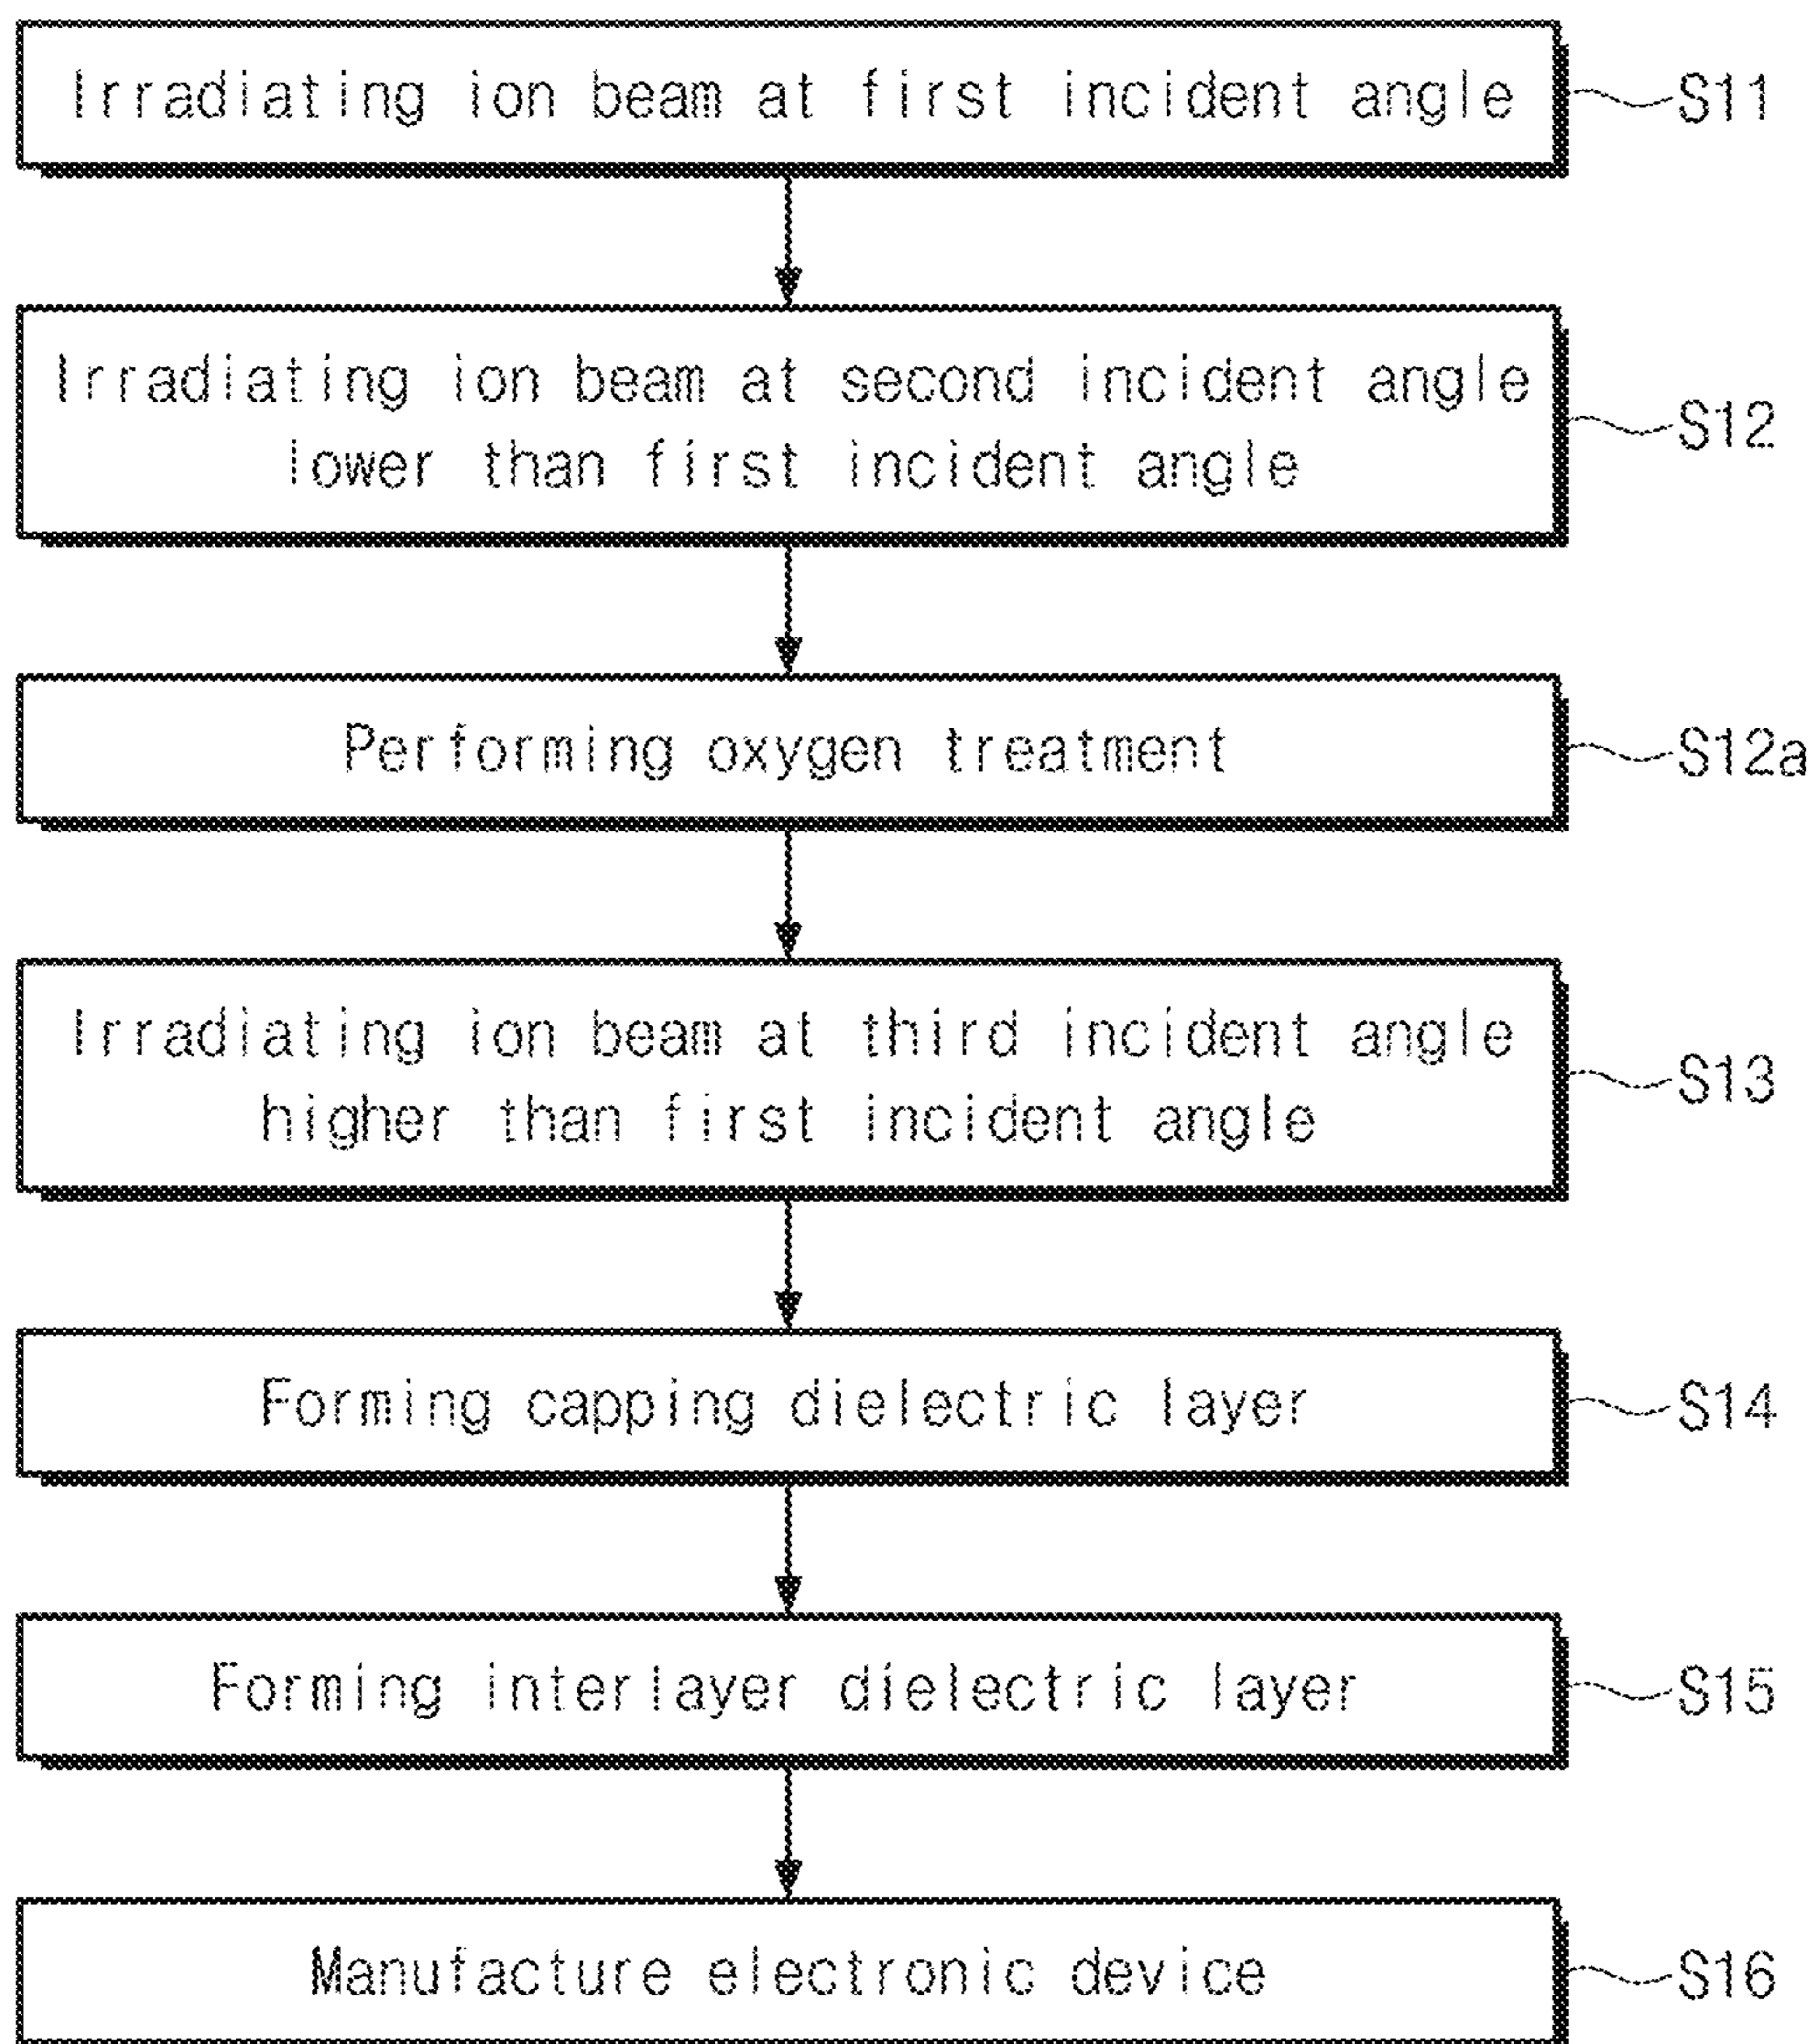 Irradiating ion beam at first incident angle
S11
Irradiating ion beam at second incident angle
lower than first incident angle
S12
Performing oxygen treatment
S12a
Irradiating ion beam at third incident angle
higher than first incident angle
S13
Forming capping dielectric layer
S14
Forming interlayer dielectric layer
S15
Manufacture electronic device
S16